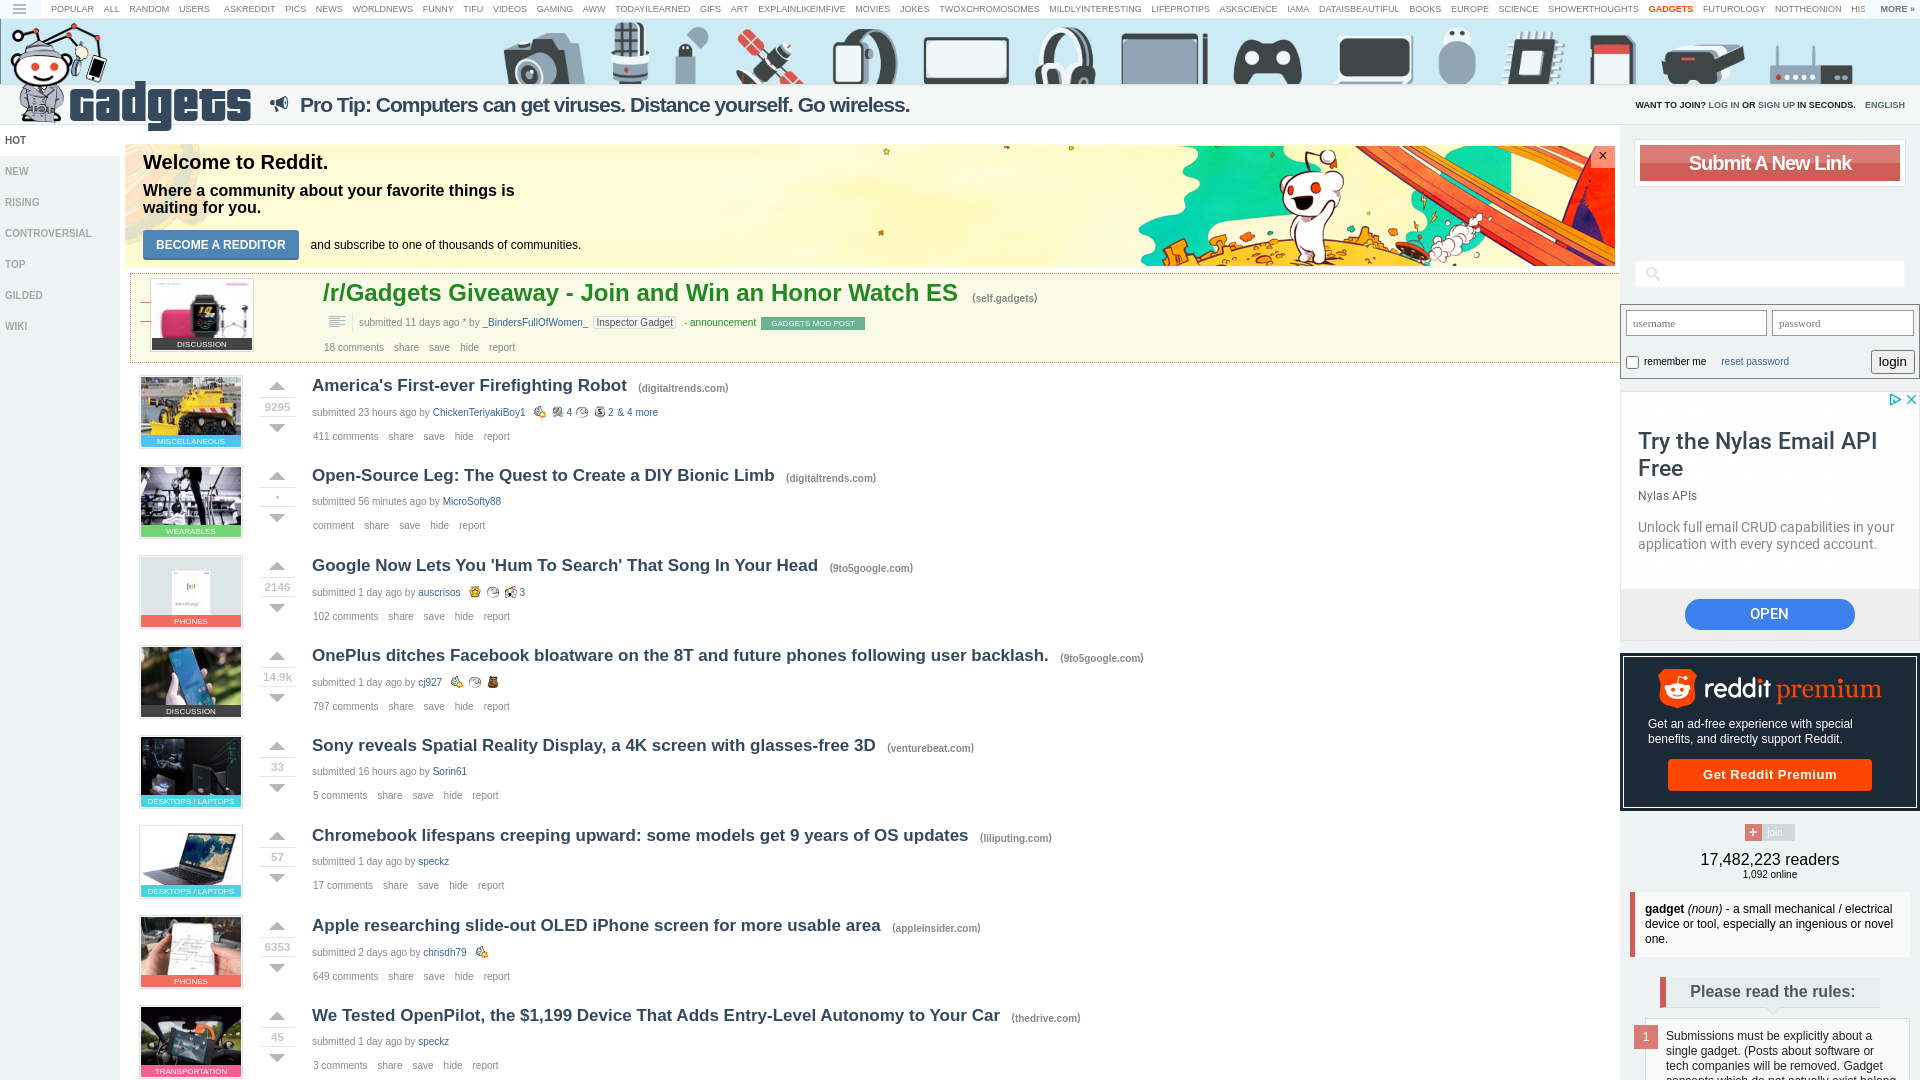 POPULAR ALL RANDOM USERS ASKREDDIT PICS NEWS WORLDNEWS FUNNY TIFU VIDEOS GAMING AWW TODAYILEARNED GIFS ART EXPLAINLIKEIMFIVE MOVIES JOKES TWOXCHROMOSOMES MILDLYINTERESTING LIFEPROTIPS ASKSCIENCE IAMA DATAISBEAUTIFUL BOOKS EUROPE SCIENCE SHOWERTHOUGHTS GADGETS FUTUROLOGY NOTTHEONION HIS MORE »
Gadgets
Pro Tip: Computers can get viruses. Distance yourself. Go wireless.
WANT TO JOIN? LOG IN OR SIGN UP IN SECONDS. ENGLISH
HOT
NEW
RISING
CONTROVERSIAL
TOP
GILDED
WIKI
Welcome to Reddit.
Where a community about your favorite things is
waiting for you.
BECOME A REDDITOR and subscribe to one of thousands of communities.
×
/r/Gadgets Giveaway - Join and Win an Honor Watch ES (self.gadgets)
submitted 11 days ago * by _BindersFullOfWomen_ Inspector Gadget - announcement GADGETS MOD POST
DISCUSSION
18 comments share save hide report
America's First-ever Firefighting Robot (digitaltrends.com)
9295
submitted 23 hours ago by ChickenTeriyakiBoy1 4 2 & 4 more
411 comments share save hide report
MISCELLANEOUS
Open-Source Leg: The Quest to Create a DIY Bionic Limb (digitaltrends.com)
•
submitted 56 minutes ago by MicroSofty88
comment share save hide report
WEARABLES
Google Now Lets You 'Hum To Search' That Song In Your Head (9to5google.com)
2146
submitted 1 day ago by auscrisos 3
102 comments share save hide report
PHONES
OnePlus ditches Facebook bloatware on the 8T and future phones following user backlash. (9to5google.com)
14.9k
submitted 1 day ago by cj927
797 comments share save hide report
DISCUSSION
Sony reveals Spatial Reality Display, a 4K screen with glasses-free 3D (venturebeat.com)
33
submitted 16 hours ago by Sorin61
5 comments share save hide report
DESKTOPS / LAPTOPS
Chromebook lifespans creeping upward: some models get 9 years of OS updates (liliputing.com)
57
submitted 1 day ago by speckz
17 comments share save hide report
DESKTOPS / LAPTOPS
Apple researching slide-out OLED iPhone screen for more usable area (appleinsider.com)
6353
submitted 2 days ago by chrisdh79
649 comments share save hide report
PHONES
We Tested OpenPilot, the $1,199 Device That Adds Entry-Level Autonomy to Your Car (thedrive.com)
45
submitted 1 day ago by speckz
3 comments share save hide report
TRANSPORTATION
Submit A New Link
username password
remember me reset password login
Try the Nylas Email API
Free
Nylas APIs
Unlock full email CRUD capabilities in your
application with every synced account.
OPEN
reddit premium
Get an ad-free experience with special
benefits, and directly support Reddit.
Get Reddit Premium
+ join
17,482,223 readers
1,092 online
gadget (noun) - a small mechanical / electrical
device or tool, especially an ingenious or novel
one.
Please read the rules:
1 Submissions must be explicitly about a
single gadget. (Posts about software or
tech companies will be removed. Gadget
concepts which do not actually exist belong